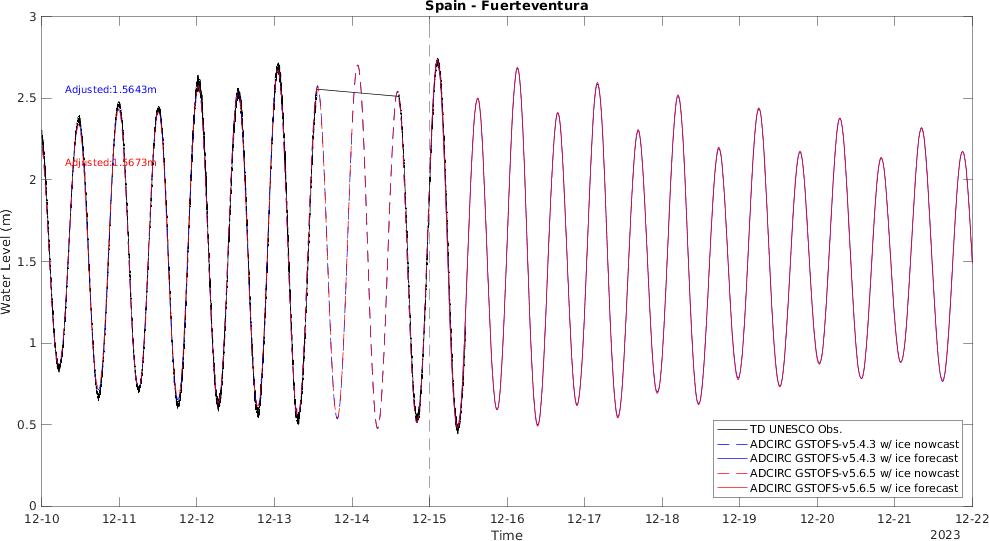 Spain - Fuerteventura
3
2.5
2
1.5
1
0.5
0
Water Level (m)
Adjusted:1.5643m
Adjusted:1.5673m
TD UNESCO Obs.
ADCIRC GSTOFS-v5.4.3 w/ ice nowcast
ADCIRC GSTOFS-v5.4.3 w/ ice forecast
ADCIRC GSTOFS-v5.6.5 w/ ice nowcast
ADCIRC GSTOFS-v5.6.5 w/ ice forecast
12-10 12-11 12-12 12-13 12-14 12-15 12-16 12-17 12-18 12-19 12-20 12-21 12-22
Time
2023